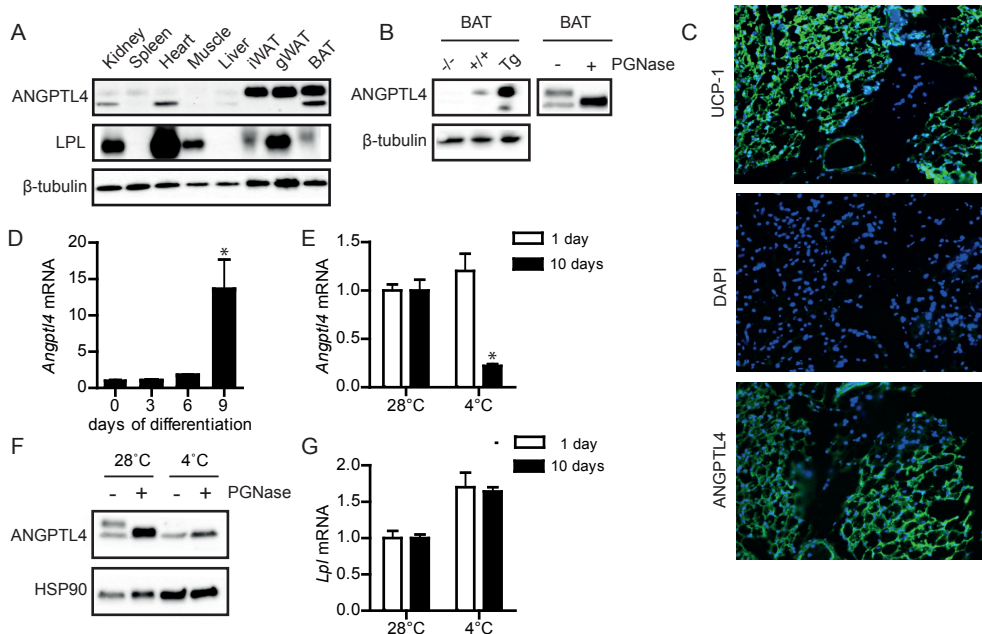 A
Kidney
Spleen
Heart
Muscle
Liver
iWAT
gWAT
BAT
ANGPTL4
LPL
β-tubulin
B
BAT
-/-
+/+
Tg
BAT
- + PGNase
ANGPTL4
β-tubulin
C
UCP-1
DAPI
ANGPTL4
D
Angptl4 mRNA
20
15
10
5
0
*
0 3 6 9
days of differentiation
E
Angptl4 mRNA
1.5
1.0
0.5
0.0
1 day
10 days
*
28°C 4°C
F
28°C 4°C
- + - + PGNase
ANGPTL4
HSP90
G
Lpl mRNA
2.0
1.5
1.0
0.5
0.0
-
1 day
10 days
28°C 4°C